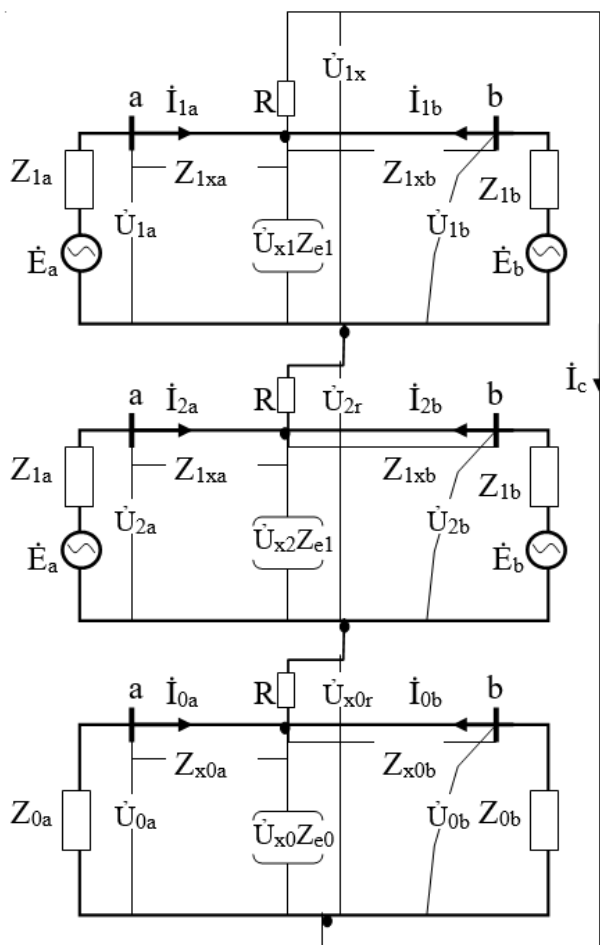 U̇1x
a İ1a R İ1b b
Z1a Z1xa Z1xb Z1b
U̇1a U̇x1Ze1 U̇1b
Ėa Ėb
İc
a İ2a R U̇2r İ2b b
Z1a Z1xa Z1xb Z1b
U̇2a U̇x2Ze1 U̇2b
Ėa Ėb
a İ0a R U̇x0r İ0b b
Zx0a Zx0b
Z0a U̇0a U̇x0Ze0 U̇0b Z0b